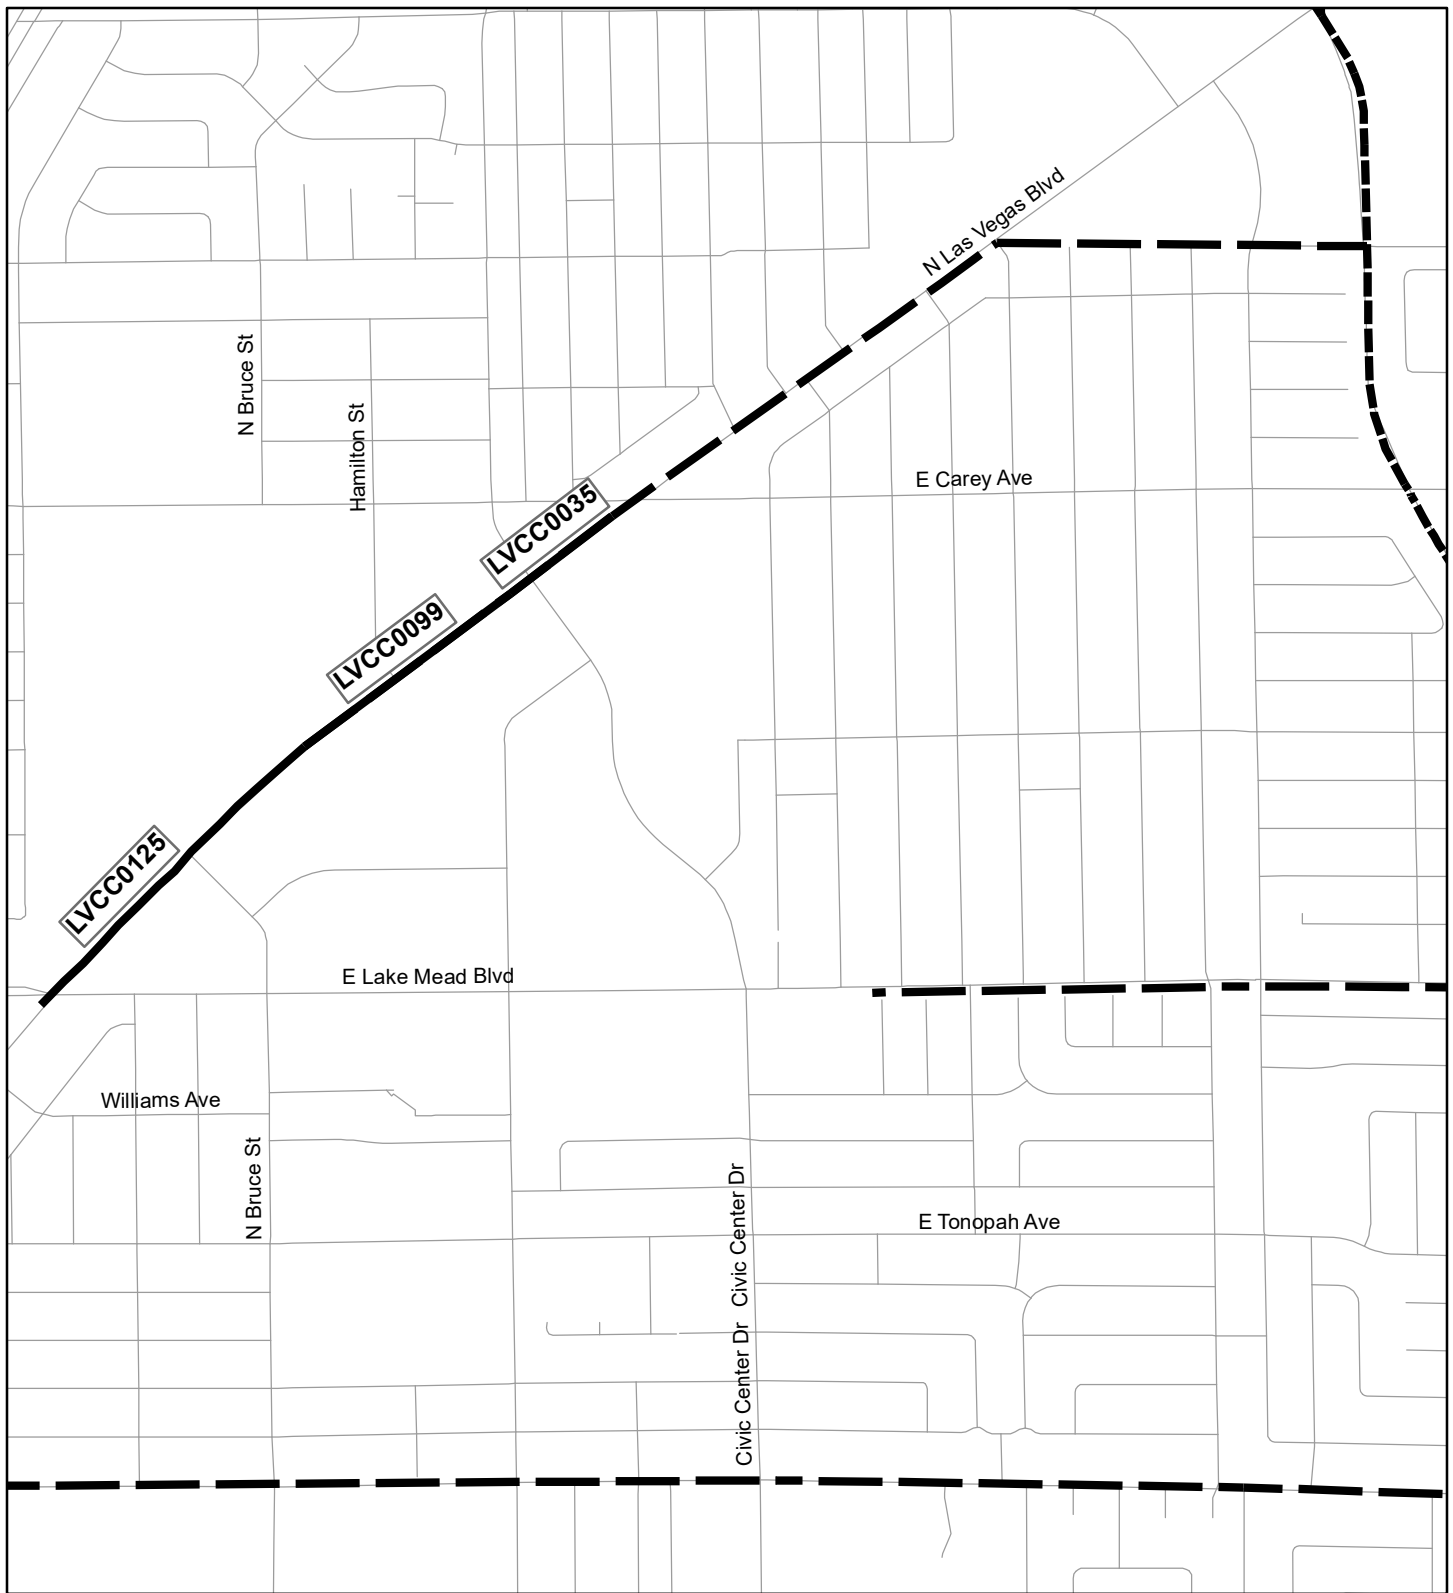 N Las Vegas Blvd
N Bruce St
Hamilton St
E Carey Ave
LVCC0035
LVCC0099
LVCC0125
E Lake Mead Blvd
Williams Ave
N Bruce St
Civic Center Dr
E Tonopah Ave
Civic Center Dr